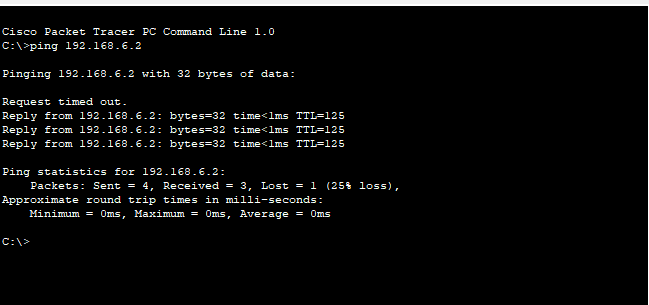 Cisco Packet Tracer PC Command Line 1.0
C:\>ping 192.168.6.2
Pinging 192.168.6.2 with 32 bytes of data:
Request timed out.
Reply from 192.168.6.2: bytes=32 time<1ms TTL=125
Reply from 192.168.6.2: bytes=32 time<1ms TTL=125
Reply from 192.168.6.2: bytes=32 time<1ms TTL=125
Ping statistics for 192.168.6.2:
    Packets: Sent = 4, Received = 3, Lost = 1 (25% loss),
Approximate round trip times in milli-seconds:
    Minimum = 0ms, Maximum = 0ms, Average = 0ms
C:\>